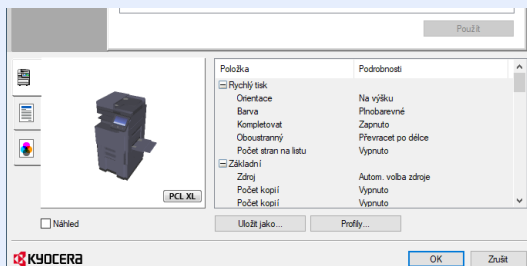 Použít
Položka Podrobnosti
Rychlý tisk
Orientace Na výšku
Barva Plnobarevné
Kompletovat Zapnuto
Oboustranný Převracet po délce
Počet stran na listu Vypnuto
Základní
Zdroj Autom. volba zdroje
Počet kopií Vypnuto
Počet kopií Vypnuto
PCL XL
Náhled
Uložit jako... Profily...
KYOCERA
OK Zrušit